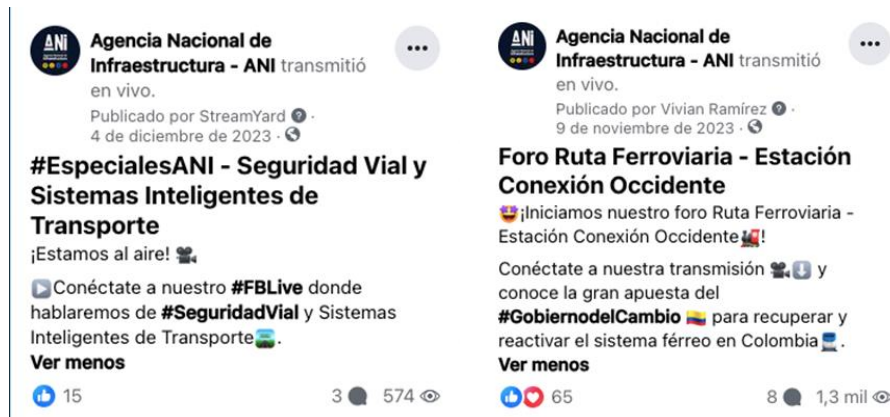 ANi
Agencia Nacional de
Infraestructura - ANI transmitió
en vivo.
Publicado por StreamYard
4 de diciembre de 2023 ·
#EspecialesANI - Seguridad Vial y
Sistemas Inteligentes de
Transporte
¡Estamos al aire! 🎥
▶️Conéctate a nuestro #FBLive donde
hablaremos de #SeguridadVial y Sistemas
Inteligentes de Transporte🛣️.
Ver menos
15
3
574
ANi
Agencia Nacional de
Infraestructura - ANI transmitió
en vivo.
Publicado por Vivian Ramírez
9 de noviembre de 2023 ·
Foro Ruta Ferroviaria - Estación
Conexión Occidente
🤩¡Iniciamos nuestro foro Ruta Ferroviaria -
Estación Conexión Occidente🚂!
Conéctate a nuestra transmisión 🎥⬇️ y
conoce la gran apuesta del
#GobiernodelCambio 🇨🇴 para recuperar y
reactivar el sistema férreo en Colombia🚆.
Ver menos
65
8
1,3 mil